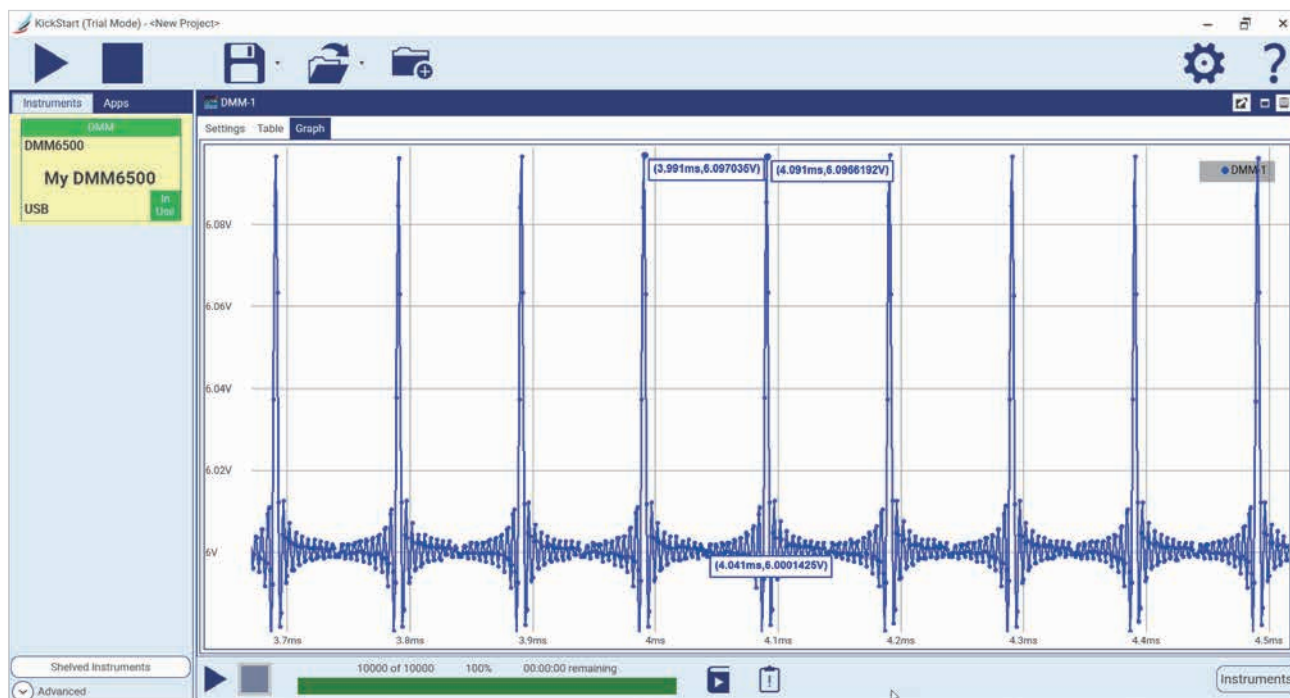 KickStart (Trial Mode) - <New Project>
?
Instruments Apps
DMM
DMM6500
My DMM6500
USB
In
Use
DMM-1
Settings Table Graph
(3.991ms,6.097035V) (4.091ms,6.0966192V)
DMM-1
6.08V
6.06V
6.04V
6.02V
6V
(4.041ms,6.0001425V)
3.7ms 3.8ms 3.9ms 4ms 4.1ms 4.2ms 4.3ms 4.4ms 4.5ms
Shelved Instruments
Advanced
10000 of 10000 100% 00:00:00 remaining
Instruments